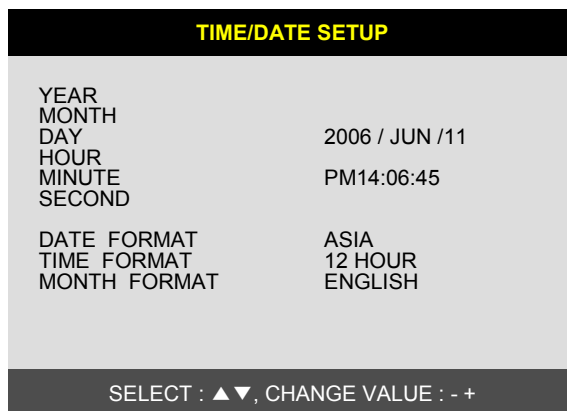 TIME/DATE SETUP
YEAR
MONTH
DAY 2006 / JUN /11
HOUR
MINUTE PM14:06:45
SECOND
DATE FORMAT ASIA
TIME FORMAT 12 HOUR
MONTH FORMAT ENGLISH
SELECT : ▲▼, CHANGE VALUE : - +